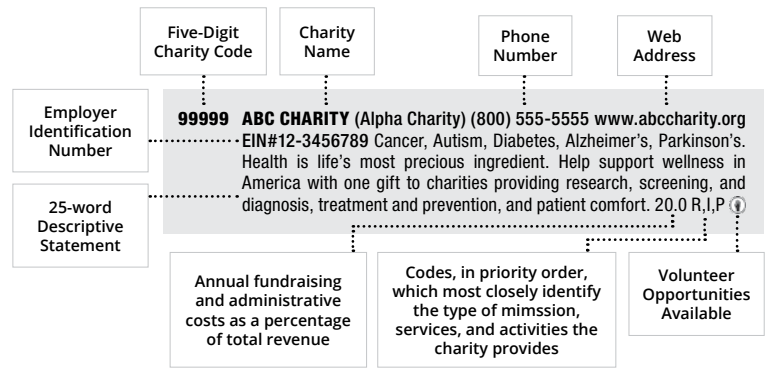 Five-Digit
Charity Code
Charity
Name
Phone
Number
Web
Address
Employer
Identification
Number
99999 ABC CHARITY (Alpha Charity) (800) 555-5555 www.abccharity.org
EIN#12-3456789 Cancer, Autism, Diabetes, Alzheimer's, Parkinson's.
Health is life's most precious ingredient. Help support wellness in
America with one gift to charities providing research, screening, and
diagnosis, treatment and prevention, and patient comfort. 20.0 R,I,P
25-word
Descriptive
Statement
Annual fundraising
and administrative
costs as a percentage
of total revenue
Codes, in priority order,
which most closely identify
the type of mimssion,
services, and activities the
charity provides
Volunteer
Opportunities
Available